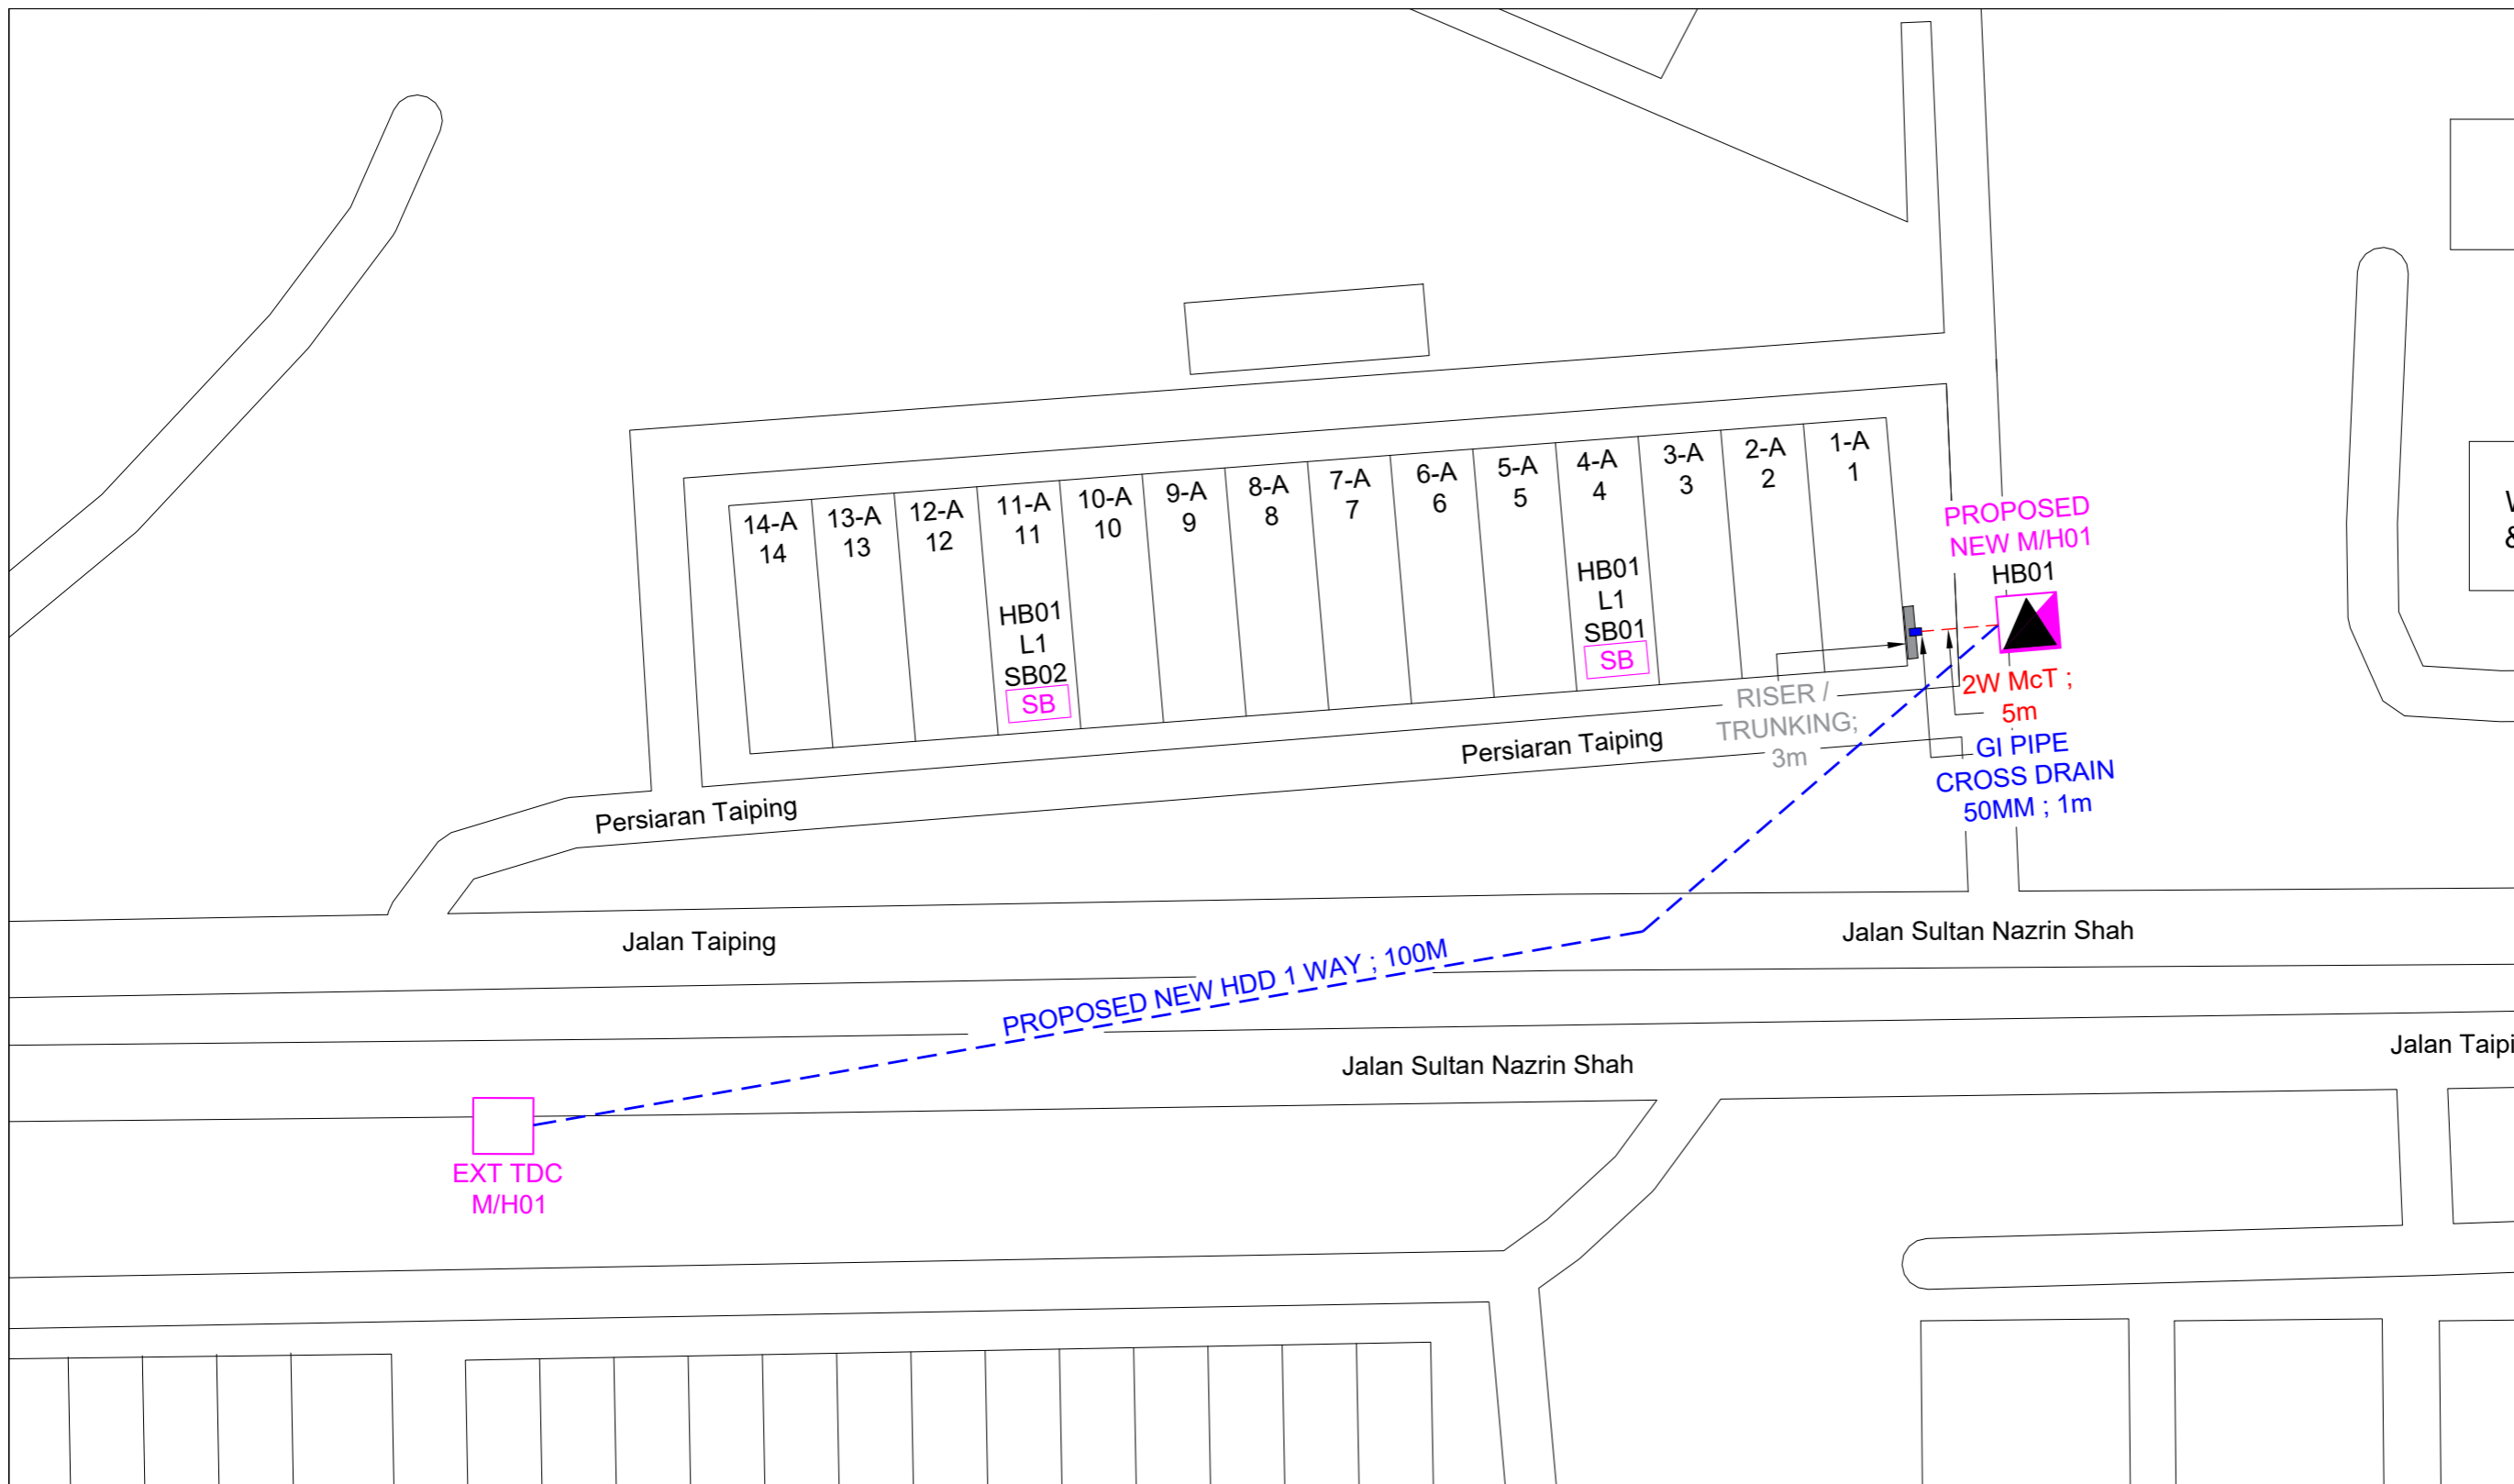 14-A
14
13-A
13
12-A
12
11-A
11
10-A
10
9-A
9
8-A
8
7-A
7
6-A
6
5-A
5
4-A
4
3-A
3
2-A
2
1-A
1
HB01
L1
SB02
SB
HB01
L1
SB01
SB
PROPOSED
NEW M/H01
HB01
2W McT ;
5m
GI PIPE
CROSS DRAIN
50MM ; 1m
RISER /
TRUNKING;
3m
Persiaran Taiping
Persiaran Taiping
Jalan Taiping
Jalan Sultan Nazrin Shah
PROPOSED NEW HDD 1 WAY ; 100M
Jalan Sultan Nazrin Shah
Jalan Taipi
EXT TDC
M/H01
&